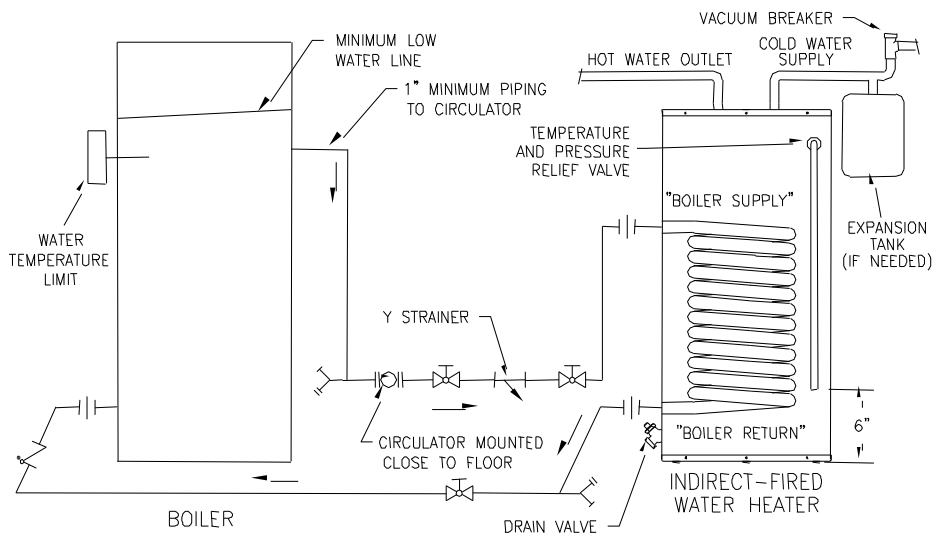 VACUUM BREAKER
MINIMUM LOW
WATER LINE
HOT WATER OUTLET
COLD WATER
SUPPLY
1" MINIMUM PIPING
TO CIRCULATOR
TEMPERATURE
AND PRESSURE
RELIEF VALVE
"BOILER SUPPLY"
WATER
TEMPERATURE
LIMIT
EXPANSION
TANK
(IF NEEDED)
Y STRAINER
6"
CIRCULATOR MOUNTED
CLOSE TO FLOOR
"BOILER RETURN"
INDIRECT-FIRED
WATER HEATER
BOILER
DRAIN VALVE